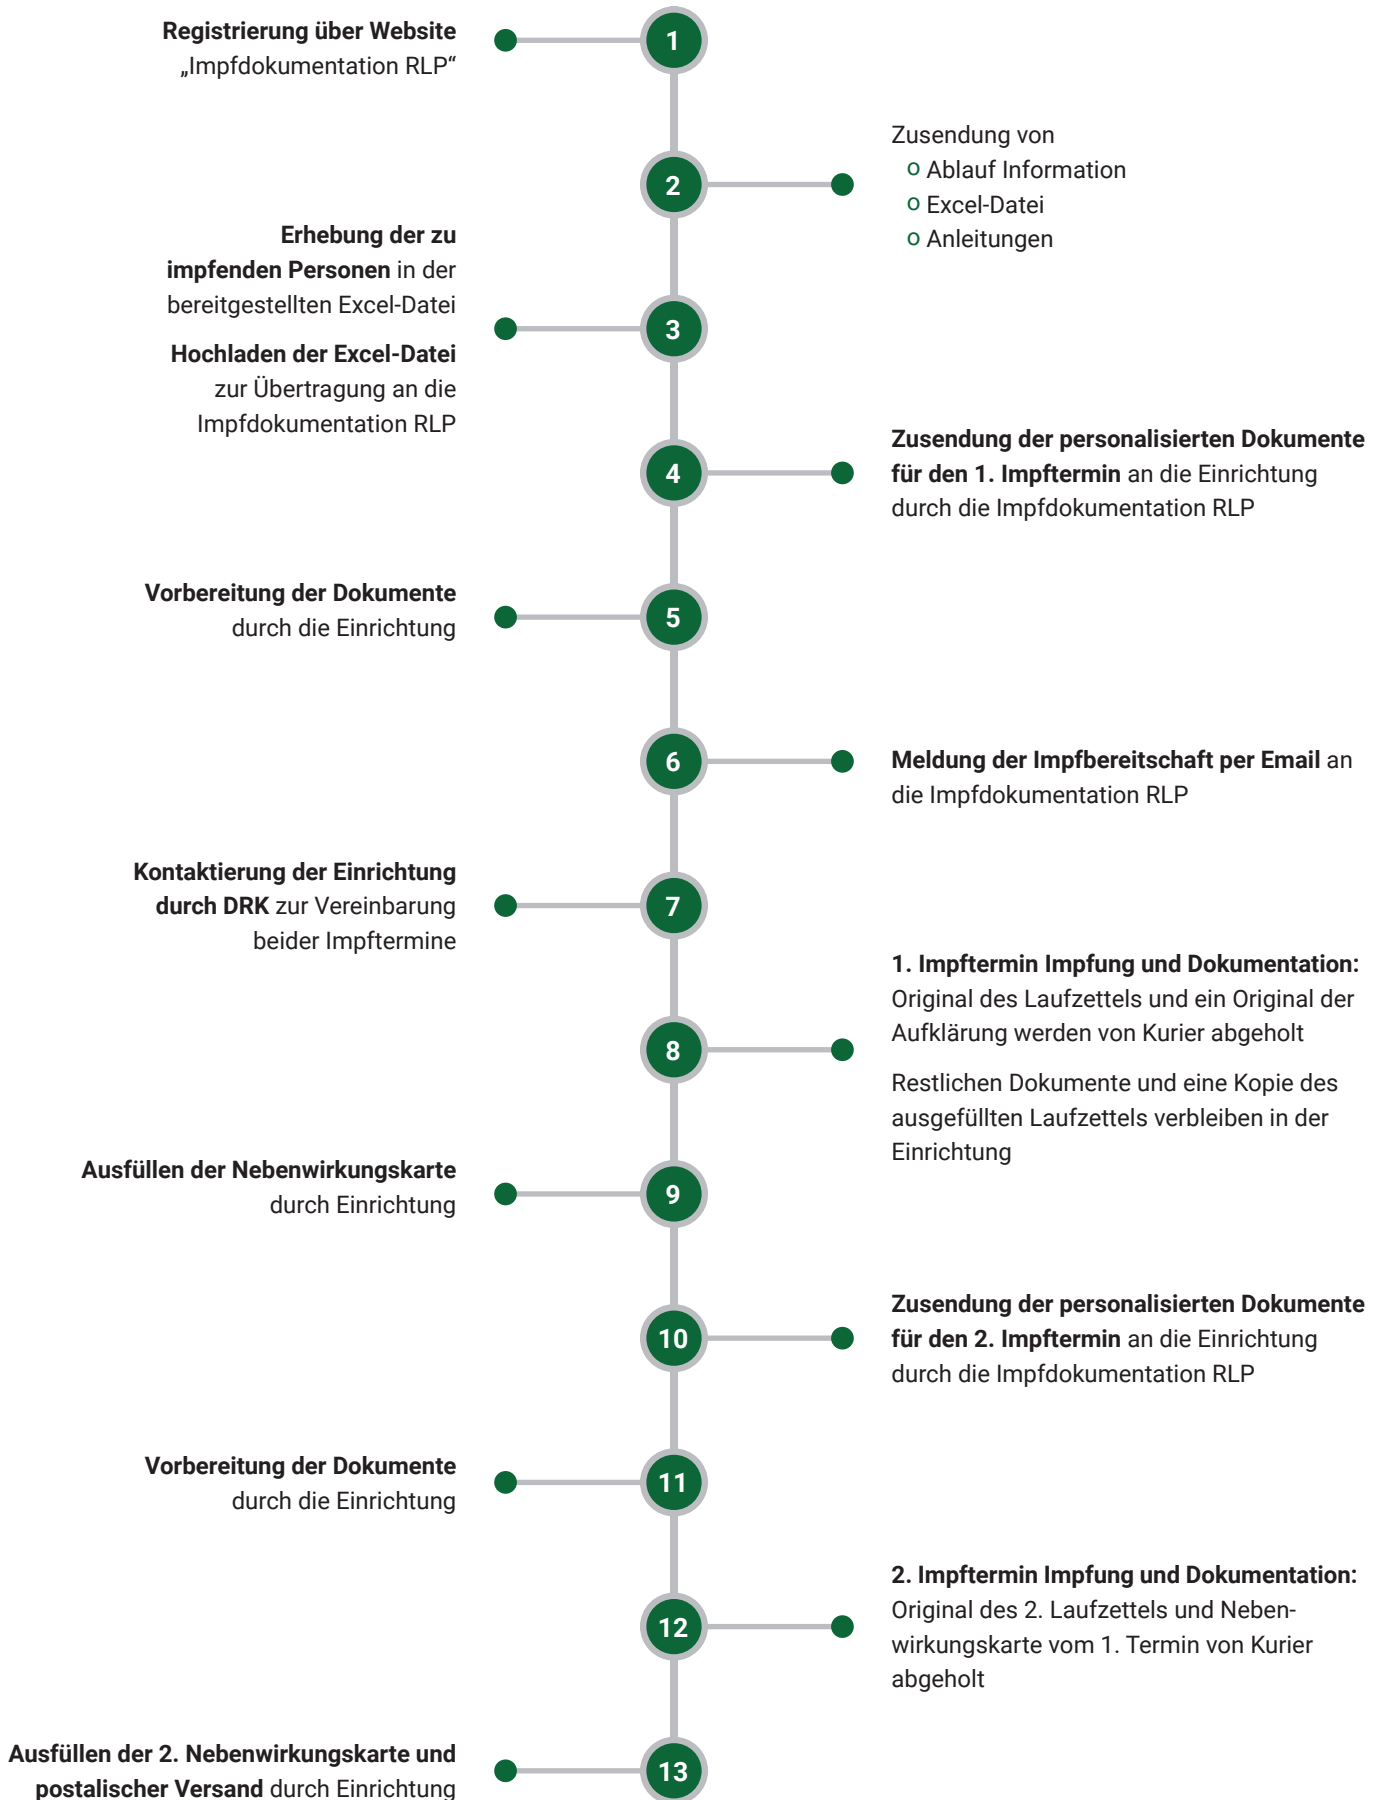 Registrierung über Website
„Impfdokumentation RLP“
1
Zusendung von
o Ablauf Information
o Excel-Datei
o Anleitungen
2
Erhebung der zu
impfenden Personen in der
bereitgestellten Excel-Datei
Hochladen der Excel-Datei
zur Übertragung an die
Impfdokumentation RLP
3
Zusendung der personalisierten Dokumente
für den 1. Impftermin an die Einrichtung
durch die Impfdokumentation RLP
4
Vorbereitung der Dokumente
durch die Einrichtung
5
Meldung der Impfbereitschaft per Email an
die Impfdokumentation RLP
6
Kontaktierung der Einrichtung
durch DRK zur Vereinbarung
beider Impftermine
7
1. Impftermin Impfung und Dokumentation:
Original des Laufzettels und ein Original der
Aufklärung werden von Kurier abgeholt
Restlichen Dokumente und eine Kopie des
ausgefüllten Laufzettels verbleiben in der
Einrichtung
8
Ausfüllen der Nebenwirkungskarte
durch Einrichtung
9
Zusendung der personalisierten Dokumente
für den 2. Impftermin an die Einrichtung
durch die Impfdokumentation RLP
10
Vorbereitung der Dokumente
durch die Einrichtung
11
2. Impftermin Impfung und Dokumentation:
Original des 2. Laufzettels und Neben-
wirkungskarte vom 1. Termin von Kurier
abgeholt
12
Ausfüllen der 2. Nebenwirkungskarte und
postalischer Versand durch Einrichtung
13